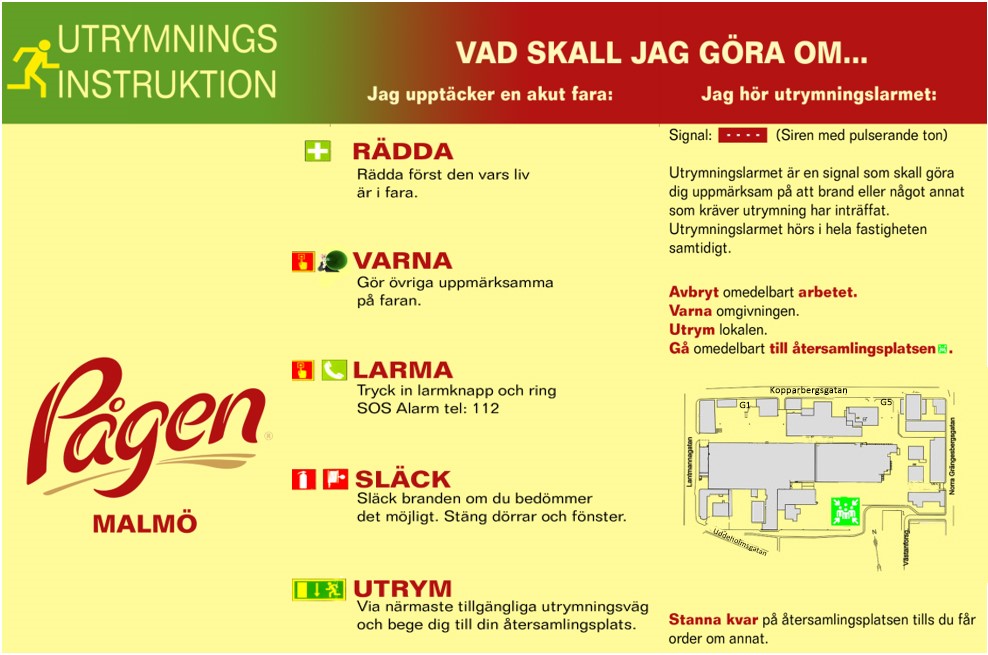 UTRYMNINGS
INSTRUKTION
VAD SKALL JAG GÖRA OM...
Jag upptäcker en akut fara:
Jag hör utrymningslarmet:
RÄDDA
Rädda först den vars liv
är i fara.
VARNA
Gör övriga uppmärksamma
på faran.
LARMA
Tryck in larmknapp och ring
SOS Alarm tel: 112
SLÄCK
Släck branden om du bedömmer
det möjligt. Stäng dörrar och fönster.
UTRYM
Via närmaste tillgängliga utrymningsväg
och bege dig till din återsamlingsplats.
Pågen
®
MALMÖ
Signal: - - - - (Siren med pulserande ton)
Utrymningslarmet är en signal som skall göra
dig uppmärksam på att brand eller något annat
som kräver utrymning har inträffat.
Utrymningslarmet hörs i hela fastigheten
samtidigt.
Avbryt omedelbart arbetet.
Varna omgivningen.
Utrym lokalen.
Gå omedelbart till återsamlingsplatsen.
Kopparbergsgatan
G1
G5
Lantmannagatan
Norra Grängesbergsgatan
Uddeholmsgatan
N
Västanforsg.
Stanna kvar på återsamlingsplatsen tills du får
order om annat.